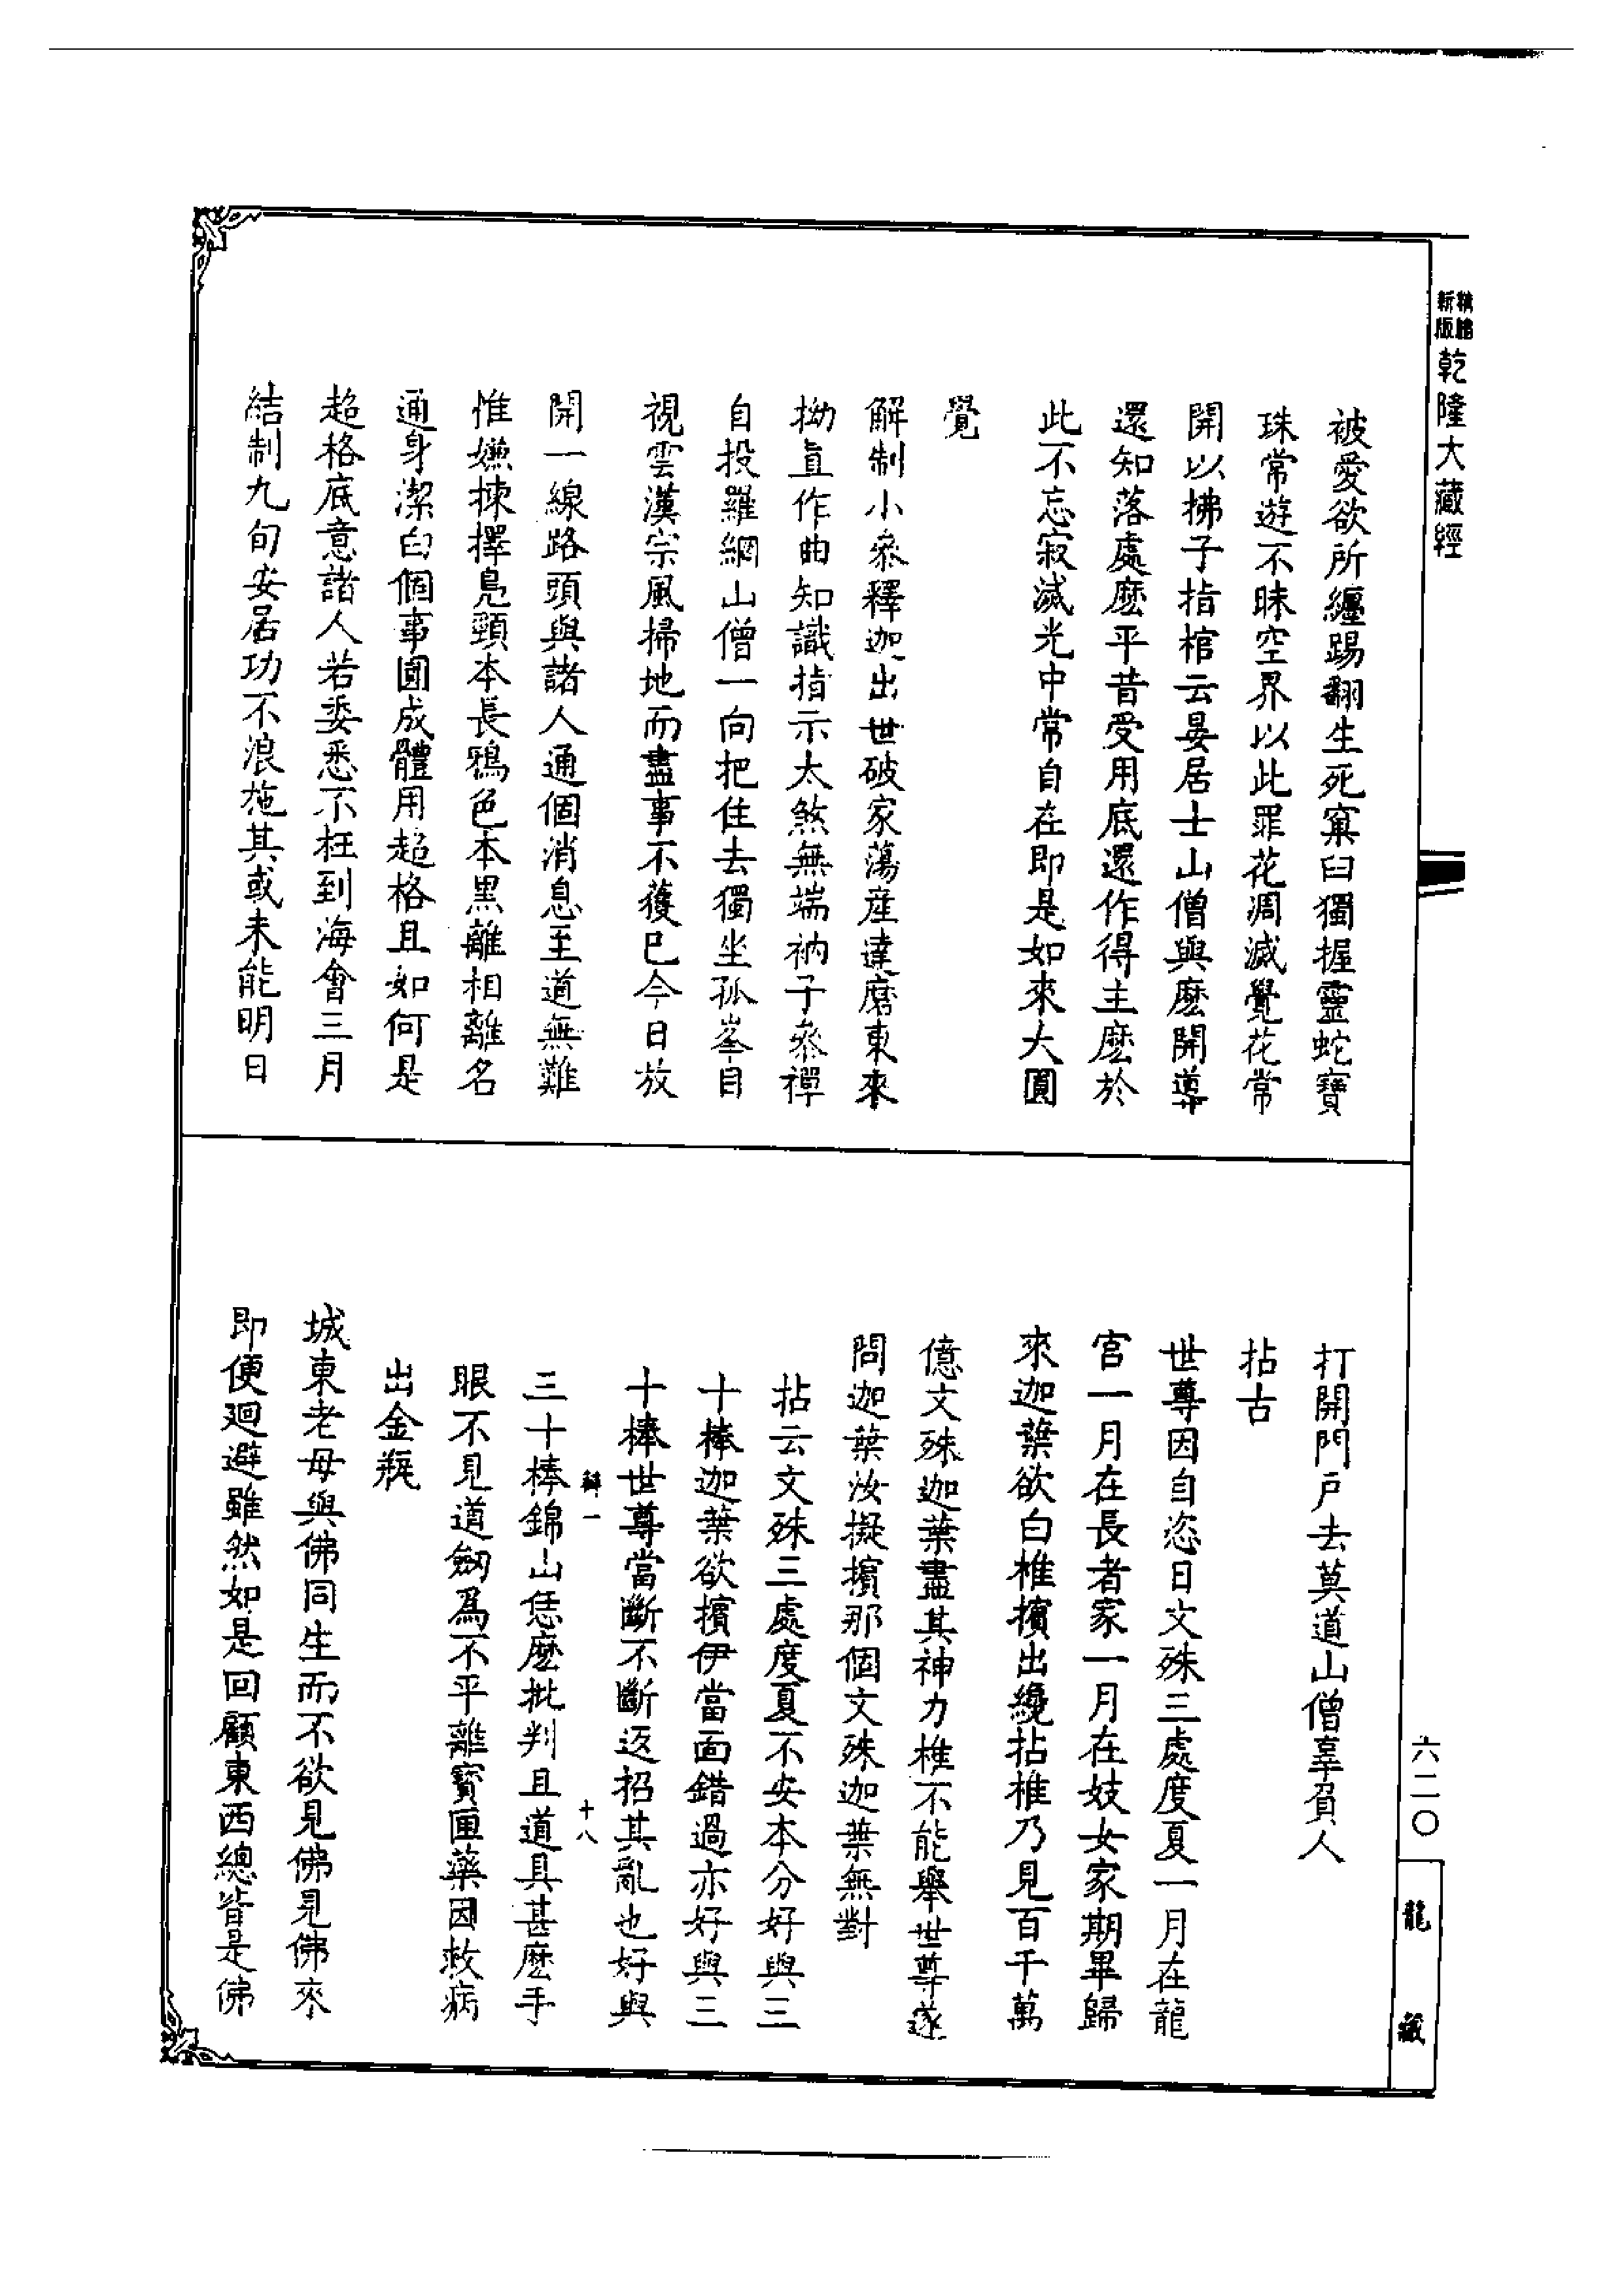 精縮新版乾隆大藏經
被愛欲所纏踢翻生死窠臼獨握靈蛇寶
珠常遊不昧空界以此罪花凋滅覺花常
開以拂子指棺云晏居士山僧與麽開導
還知落處麽平昔受用底還作得主麽於
此不忘寂滅光中常自在即是如來大圓
覺
解制小叅釋迦出世破家蕩産達磨東來
拗直作曲知識指示太煞無端衲子叅禪
自投羅網山僧一向把住去獨坐孤峯目
視雲漢宗風掃地而盡事不獲已今日放
開一線路頭與諸人通個消息至道無難
惟嫌揀擇鳧頸本長鴉色本黑離相離名
通身潔白個事圓成體用超格且如何是
超格底意諸人若委悉不枉到海會三月
結制九旬安居功不浪施其或未能明日
打開門戶去莫道山僧辜負人
拈古
世尊因自恣日文殊三處度夏一月在龍
宮一月在長者家一月在妓女家期畢歸
來迦葉欲白椎擯出纔拈椎乃見百千萬
億文殊迦葉盡其神力椎不能舉世尊遂
問迦葉汝擬擯那個文殊迦葉無對
拈云文殊三處度夏不安本分好與三
十棒迦葉欲擯伊當面錯過亦好與三
十棒世尊當斷不斷返招其亂也好與
十八
三十棒錦山恁麽批判且道具甚麽手
眼不見道劒爲不平離寶匣藥因救病
出金瓶
城東老母與佛同生而不欲見佛見佛來
即便廻避雖然如是回顧東西總皆是佛
六二〇
龍藏